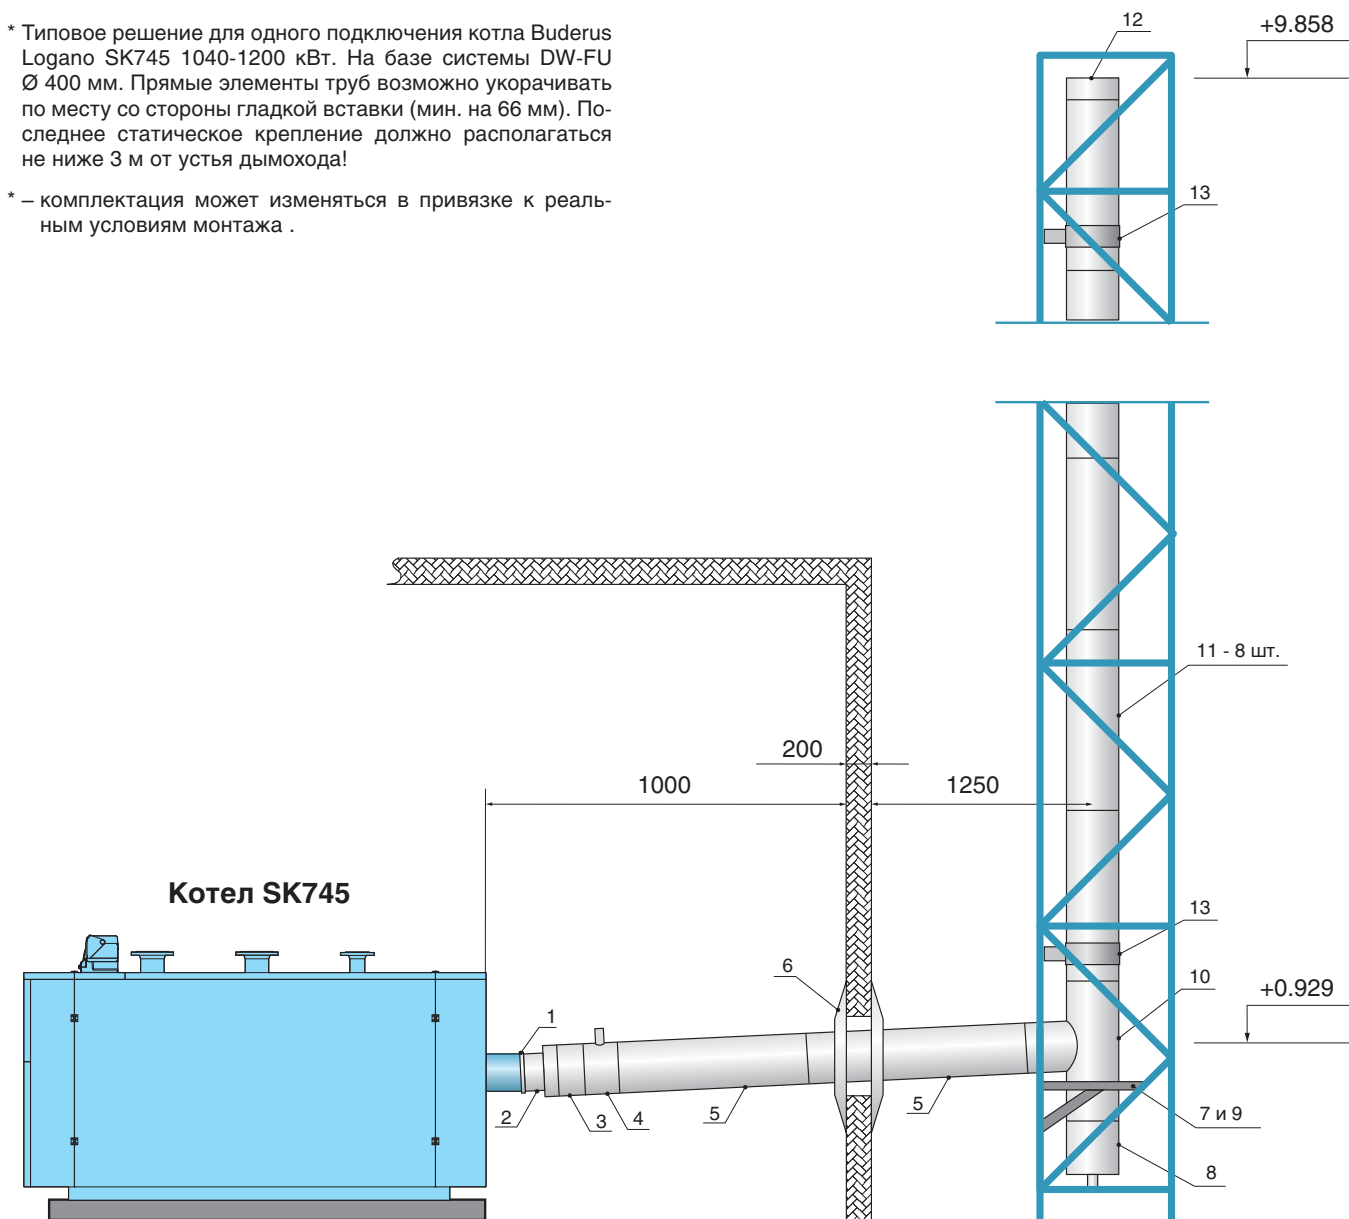 * Типовое решение для одного подключения котла Buderus
Logano SK745 1040-1200 кВт. На базе системы DW-FU
Ø 400 мм. Прямые элементы труб возможно укорачивать
по месту со стороны гладкой вставки (мин. на 66 мм). По-
следнее статическое крепление должно располагаться
не ниже 3 м от устья дымохода!
* – комплектация может изменяться в привязке к реаль-
ным условиям монтажа .
12
+9.858
13
11 - 8 шт.
200
1000
1250
Котел SK745
13
6
10
+0.929
1
2
3
4
5
5
7 и 9
8